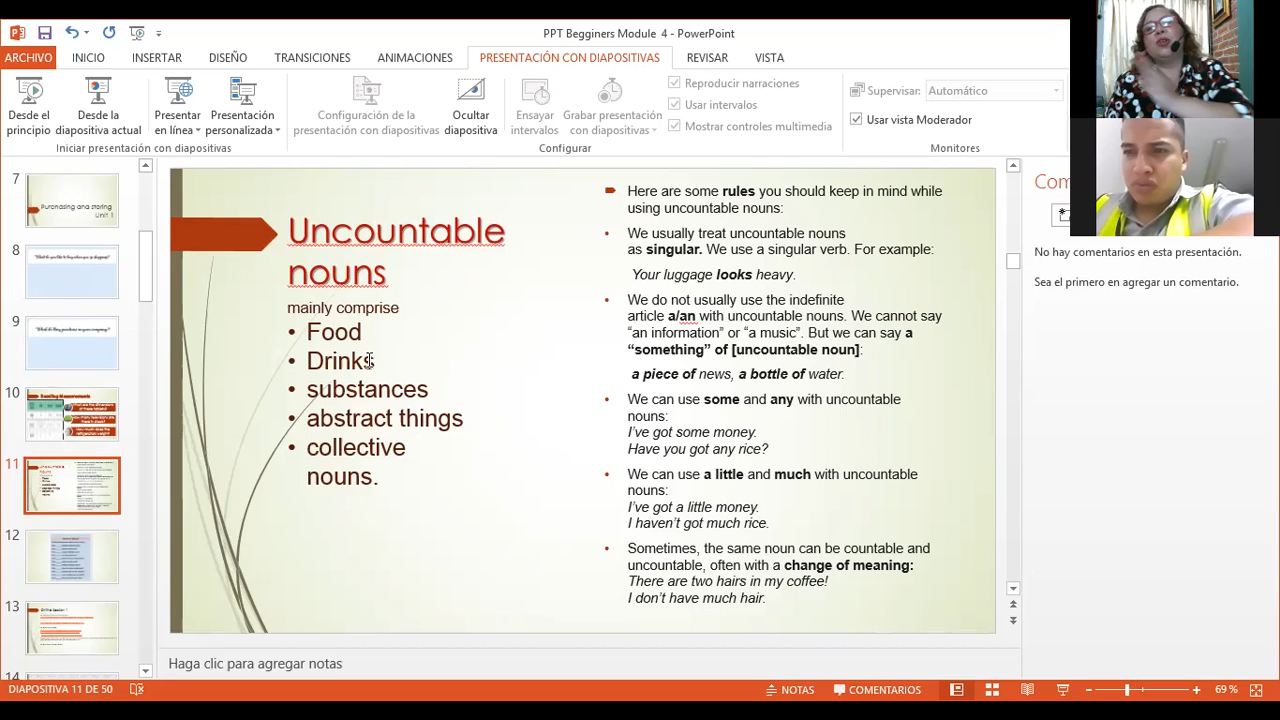 PPT Begginers Module 4 - PowerPoint
ARCHIVO INICIO INSERTAR DISEÑO TRANSICIONES ANIMACIONES PRESENTACIÓN CON DIAPOSITIVAS REVISAR VISTA
Desde el principio
Desde la diapositiva actual
Presentar en línea
Presentación personalizada
Iniciar presentación con diapositivas
Configuración de la presentación con diapositivas
Ocultar diapositiva
Ensayar intervalos
Grabar presentación con diapositivas
Reproducir narraciones
Usar intervalos
Mostrar controles multimedia
Configurar
Supervisar: Automático
Usar vista Moderador
Monitores
7
Purchasing and storing
Unit 1
8
9
10
11
12
13
14
Uncountable
nouns
mainly comprise
• Food
• Drinks
• substances
• abstract things
• collective
nouns.
Here are some rules you should keep in mind while
using uncountable nouns:
• We usually treat uncountable nouns
as singular. We use a singular verb. For example:
Your luggage looks heavy.
• We do not usually use the indefinite
article a/an with uncountable nouns. We cannot say
“an information” or “a music”. But we can say a
“something” of [uncountable noun]:
a piece of news, a bottle of water.
• We can use some and any with uncountable
nouns:
I’ve got some money.
Have you got any rice?
• We can use a little and much with uncountable
nouns:
I’ve got a little money.
I haven’t got much rice.
• Sometimes, the same noun can be countable and
uncountable, often with a change of meaning:
There are two hairs in my coffee!
I don’t have much hair.
No hay comentarios en esta presentación.
Sea el primero en agregar un comentario.
Haga clic para agregar notas
DIAPOSITIVA 11 DE 50
NOTAS COMENTARIOS 69 %